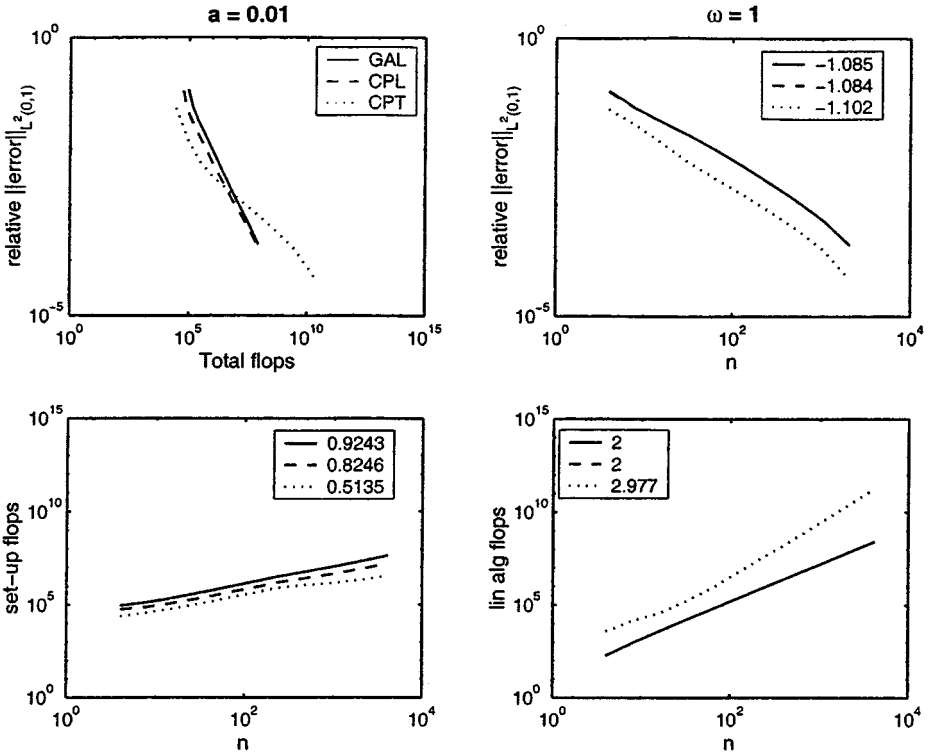 a = 0.01
10^0
10^-5
relative ||error||_L^2(0,1)
GAL
CPL
CPT
10^0
10^5
10^10
10^15
Total flops
ω = 1
10^0
10^-5
relative ||error||_L^2(0,1)
-1.085
-1.084
-1.102
10^0
10^2
10^4
n
10^15
10^10
10^5
10^0
set-up flops
0.9243
0.8246
0.5135
10^0
10^2
10^4
n
10^15
10^10
10^5
10^0
lin alg flops
2
2
2.977
10^0
10^2
10^4
n